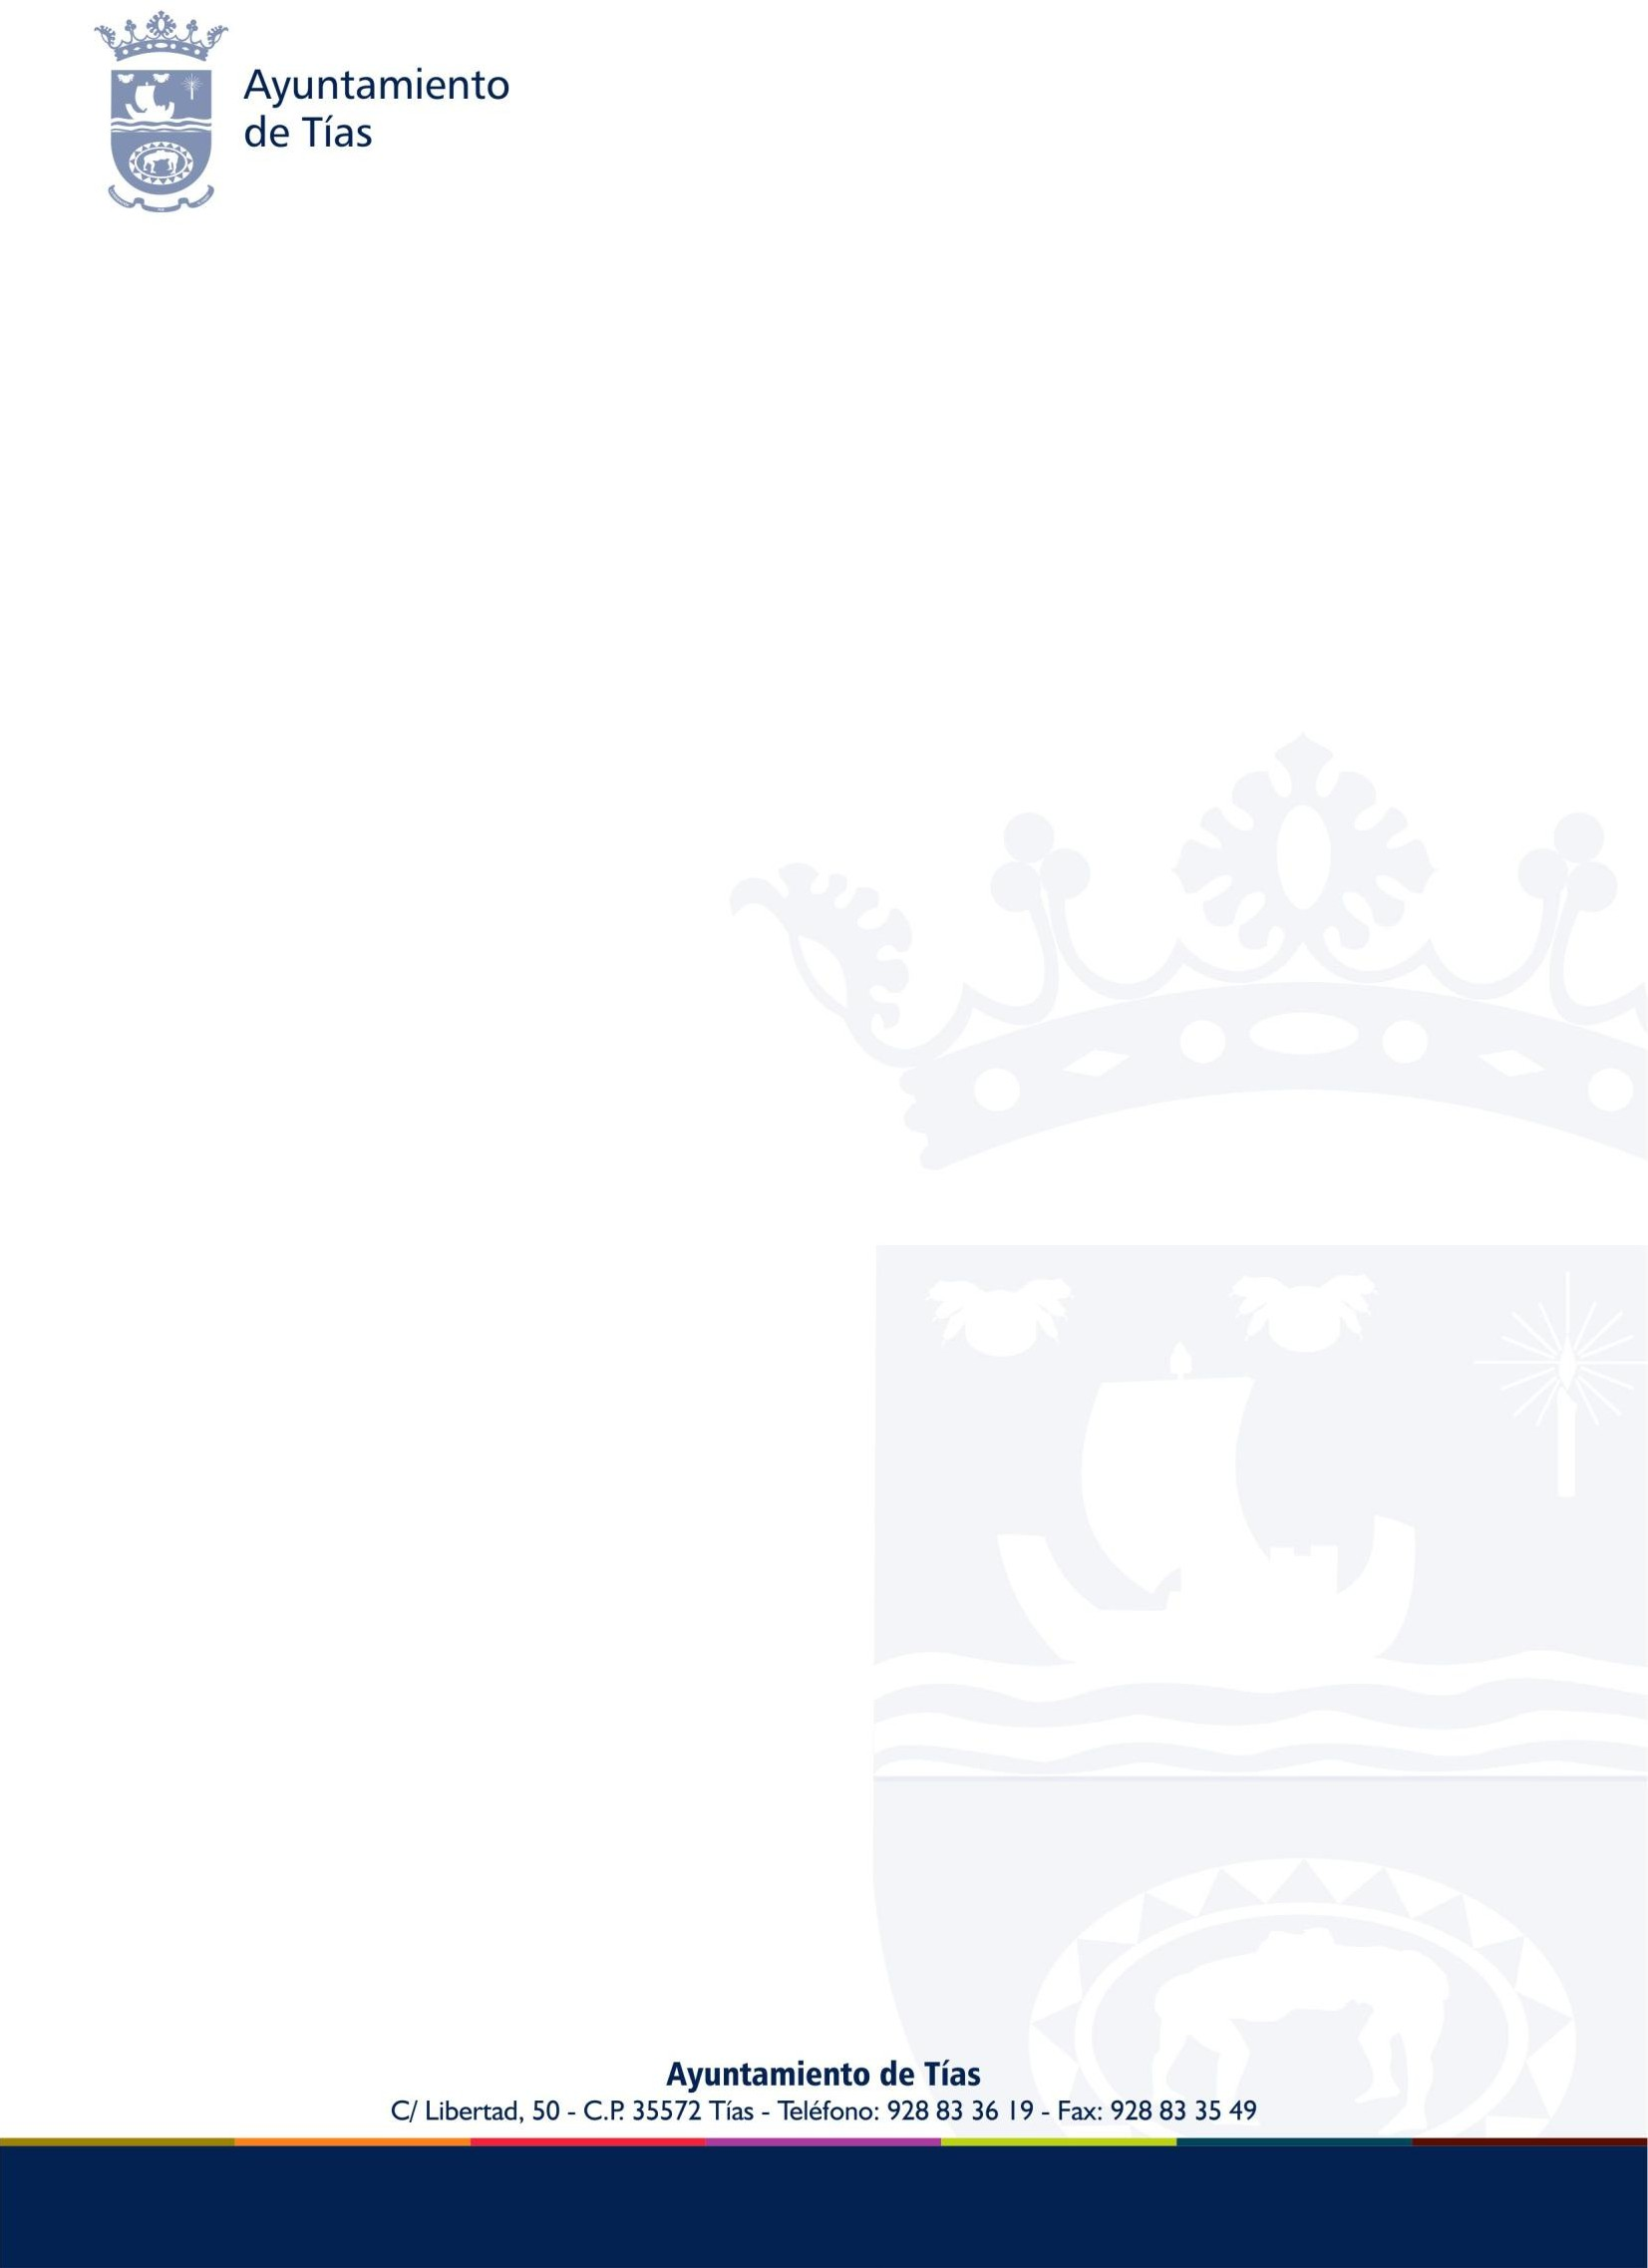 Ayuntamiento
de Tías
Ayuntamiento de Tías
C/ Libertad, 50 - C.P. 35572 Tías - Teléfono: 928 83 36 19 - Fax: 928 83 35 49